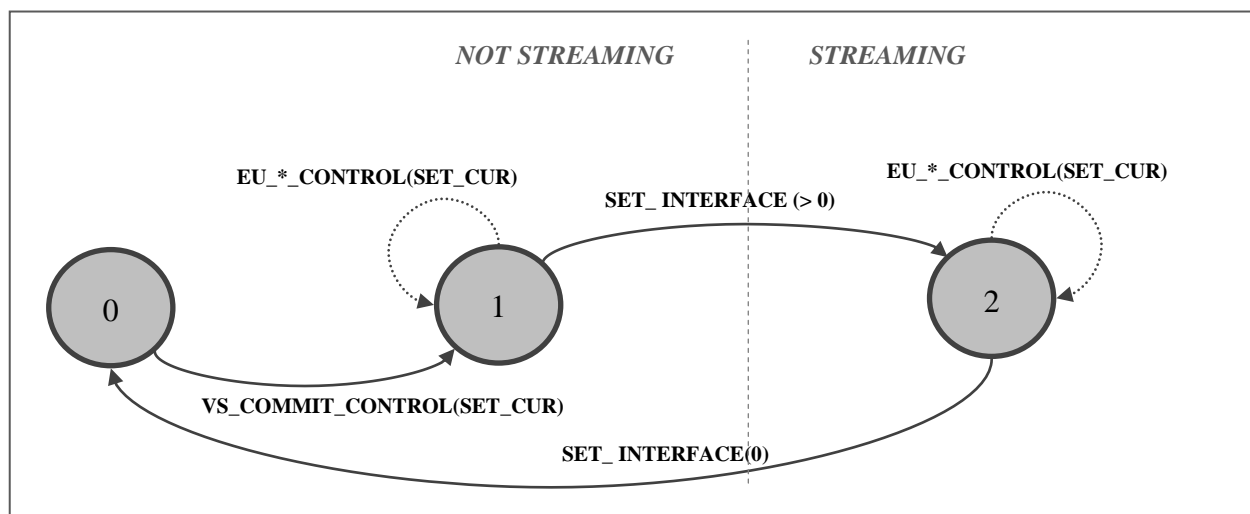 NOT STREAMING
STREAMING
EU_*_CONTROL(SET_CUR)
EU_*_CONTROL(SET_CUR)
SET_ INTERFACE (> 0)
0
1
2
VS_COMMIT_CONTROL(SET_CUR)
SET_ INTERFACE(0)